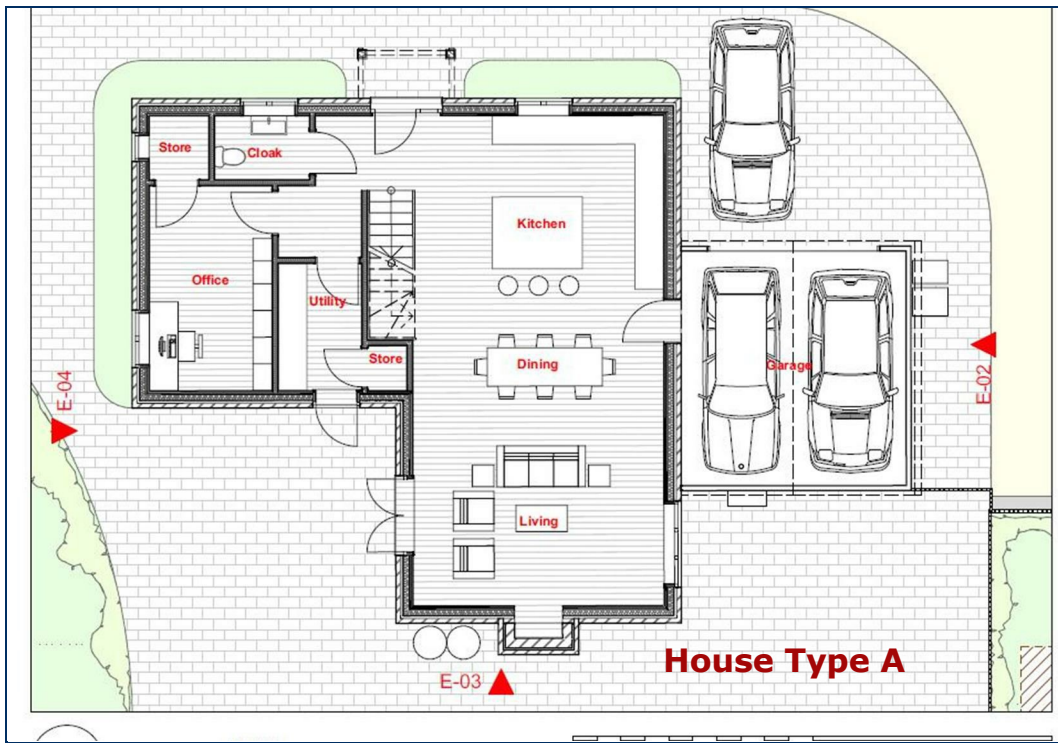 Store
Cloak
Kitchen
Office
Utility
Store
Dining
Garage
E-04
E-02
Living
House Type A
E-03